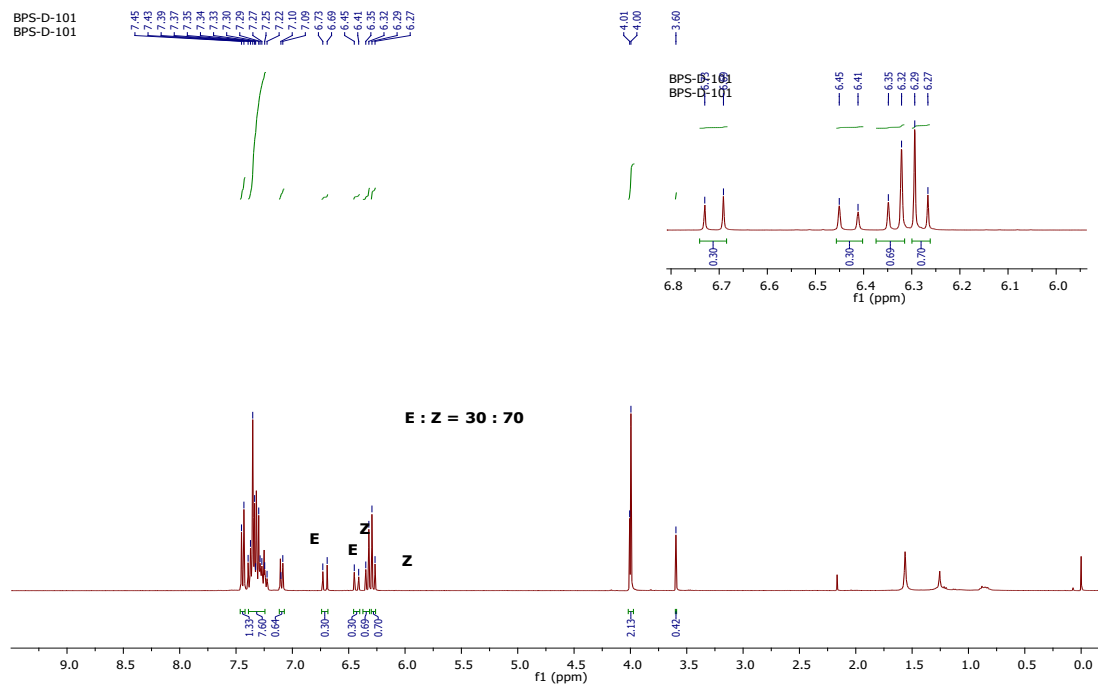 BPS-D-101
BPS-D-101
7.45 7.43 7.39 7.37 7.35 7.34 7.33 7.30 7.29 7.27 7.25 7.22 7.10 7.09 6.73 6.69 6.45 6.41 6.35 6.32 6.29 6.27
4.01 4.00 3.60
BPS-D-101
BPS-D-101
6.73 6.69 6.45 6.41 6.35 6.32 6.29 6.27
0.30 0.30 0.69 0.70
6.8 6.7 6.6 6.5 6.4 6.3 6.2 6.1 6.0
f1 (ppm)
E : Z = 30 : 70
E E Z Z
1.33 7.60 0.64 0.30 0.30 0.69 0.70 2.13 0.42
9.0 8.5 8.0 7.5 7.0 6.5 6.0 5.5 5.0 4.5 4.0 3.5 3.0 2.5 2.0 1.5 1.0 0.5 0.0
f1 (ppm)